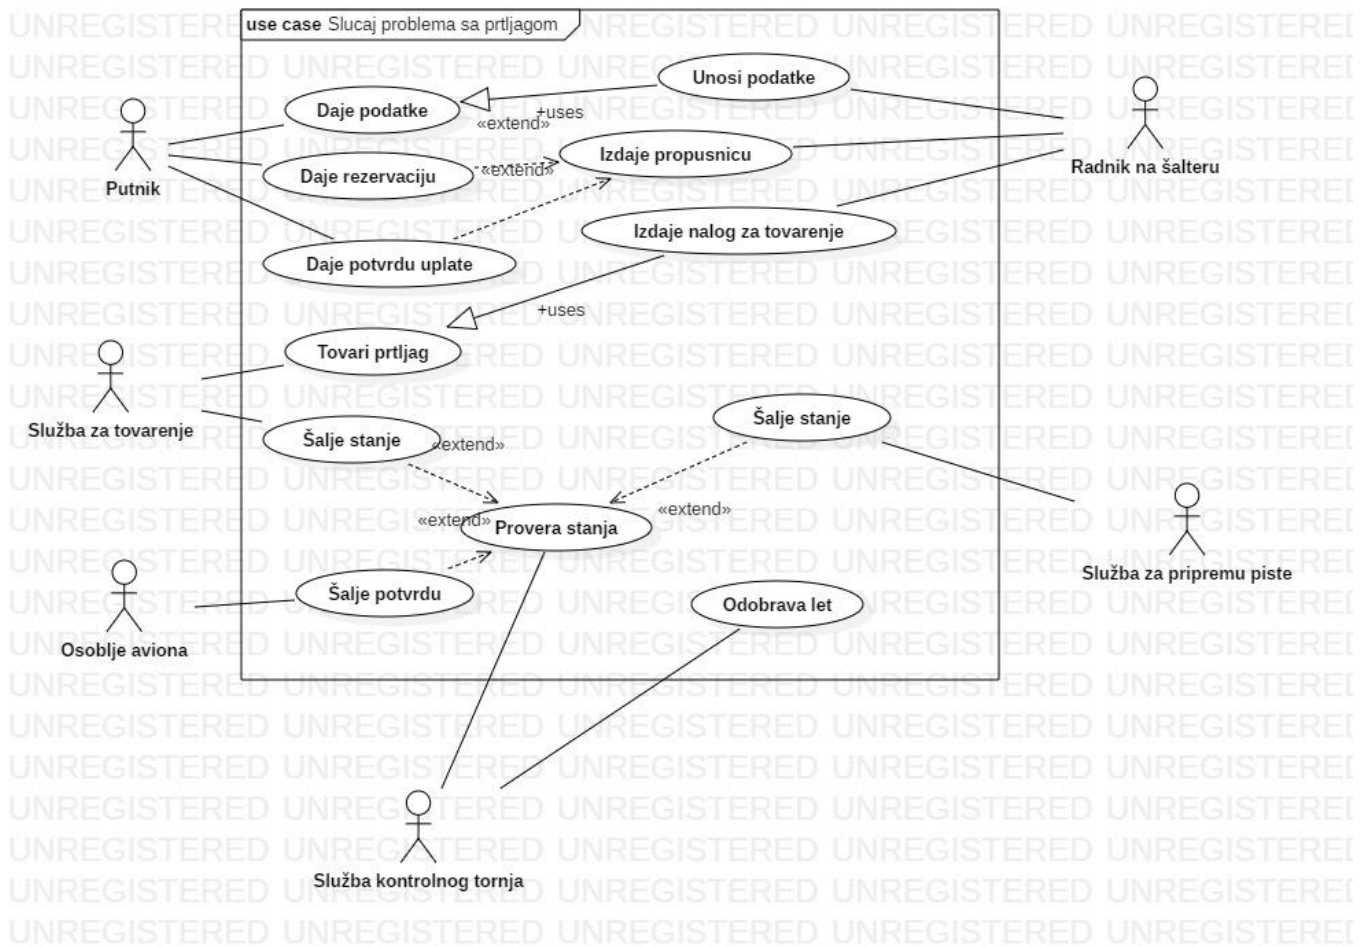 use case Slucaj problema sa prtljagom
Unosi podatke
Daje podatke
+uses
«extend»
Izdaje propusnicu
«extend»
Daje rezervaciju
Putnik
Radnik na šalteru
Izdaje nalog za tovarenje
Daje potvrdu uplate
+uses
Tovari prtljag
Služba za tovarenje
Šalje stanje
Šalje stanje
«extend»
«extend»
«extend»
Provera stanja
Služba za pripremu piste
Šalje potvrdu
Odobrava let
Osoblje aviona
Služba kontrolnog tornja
UNREGISTERED